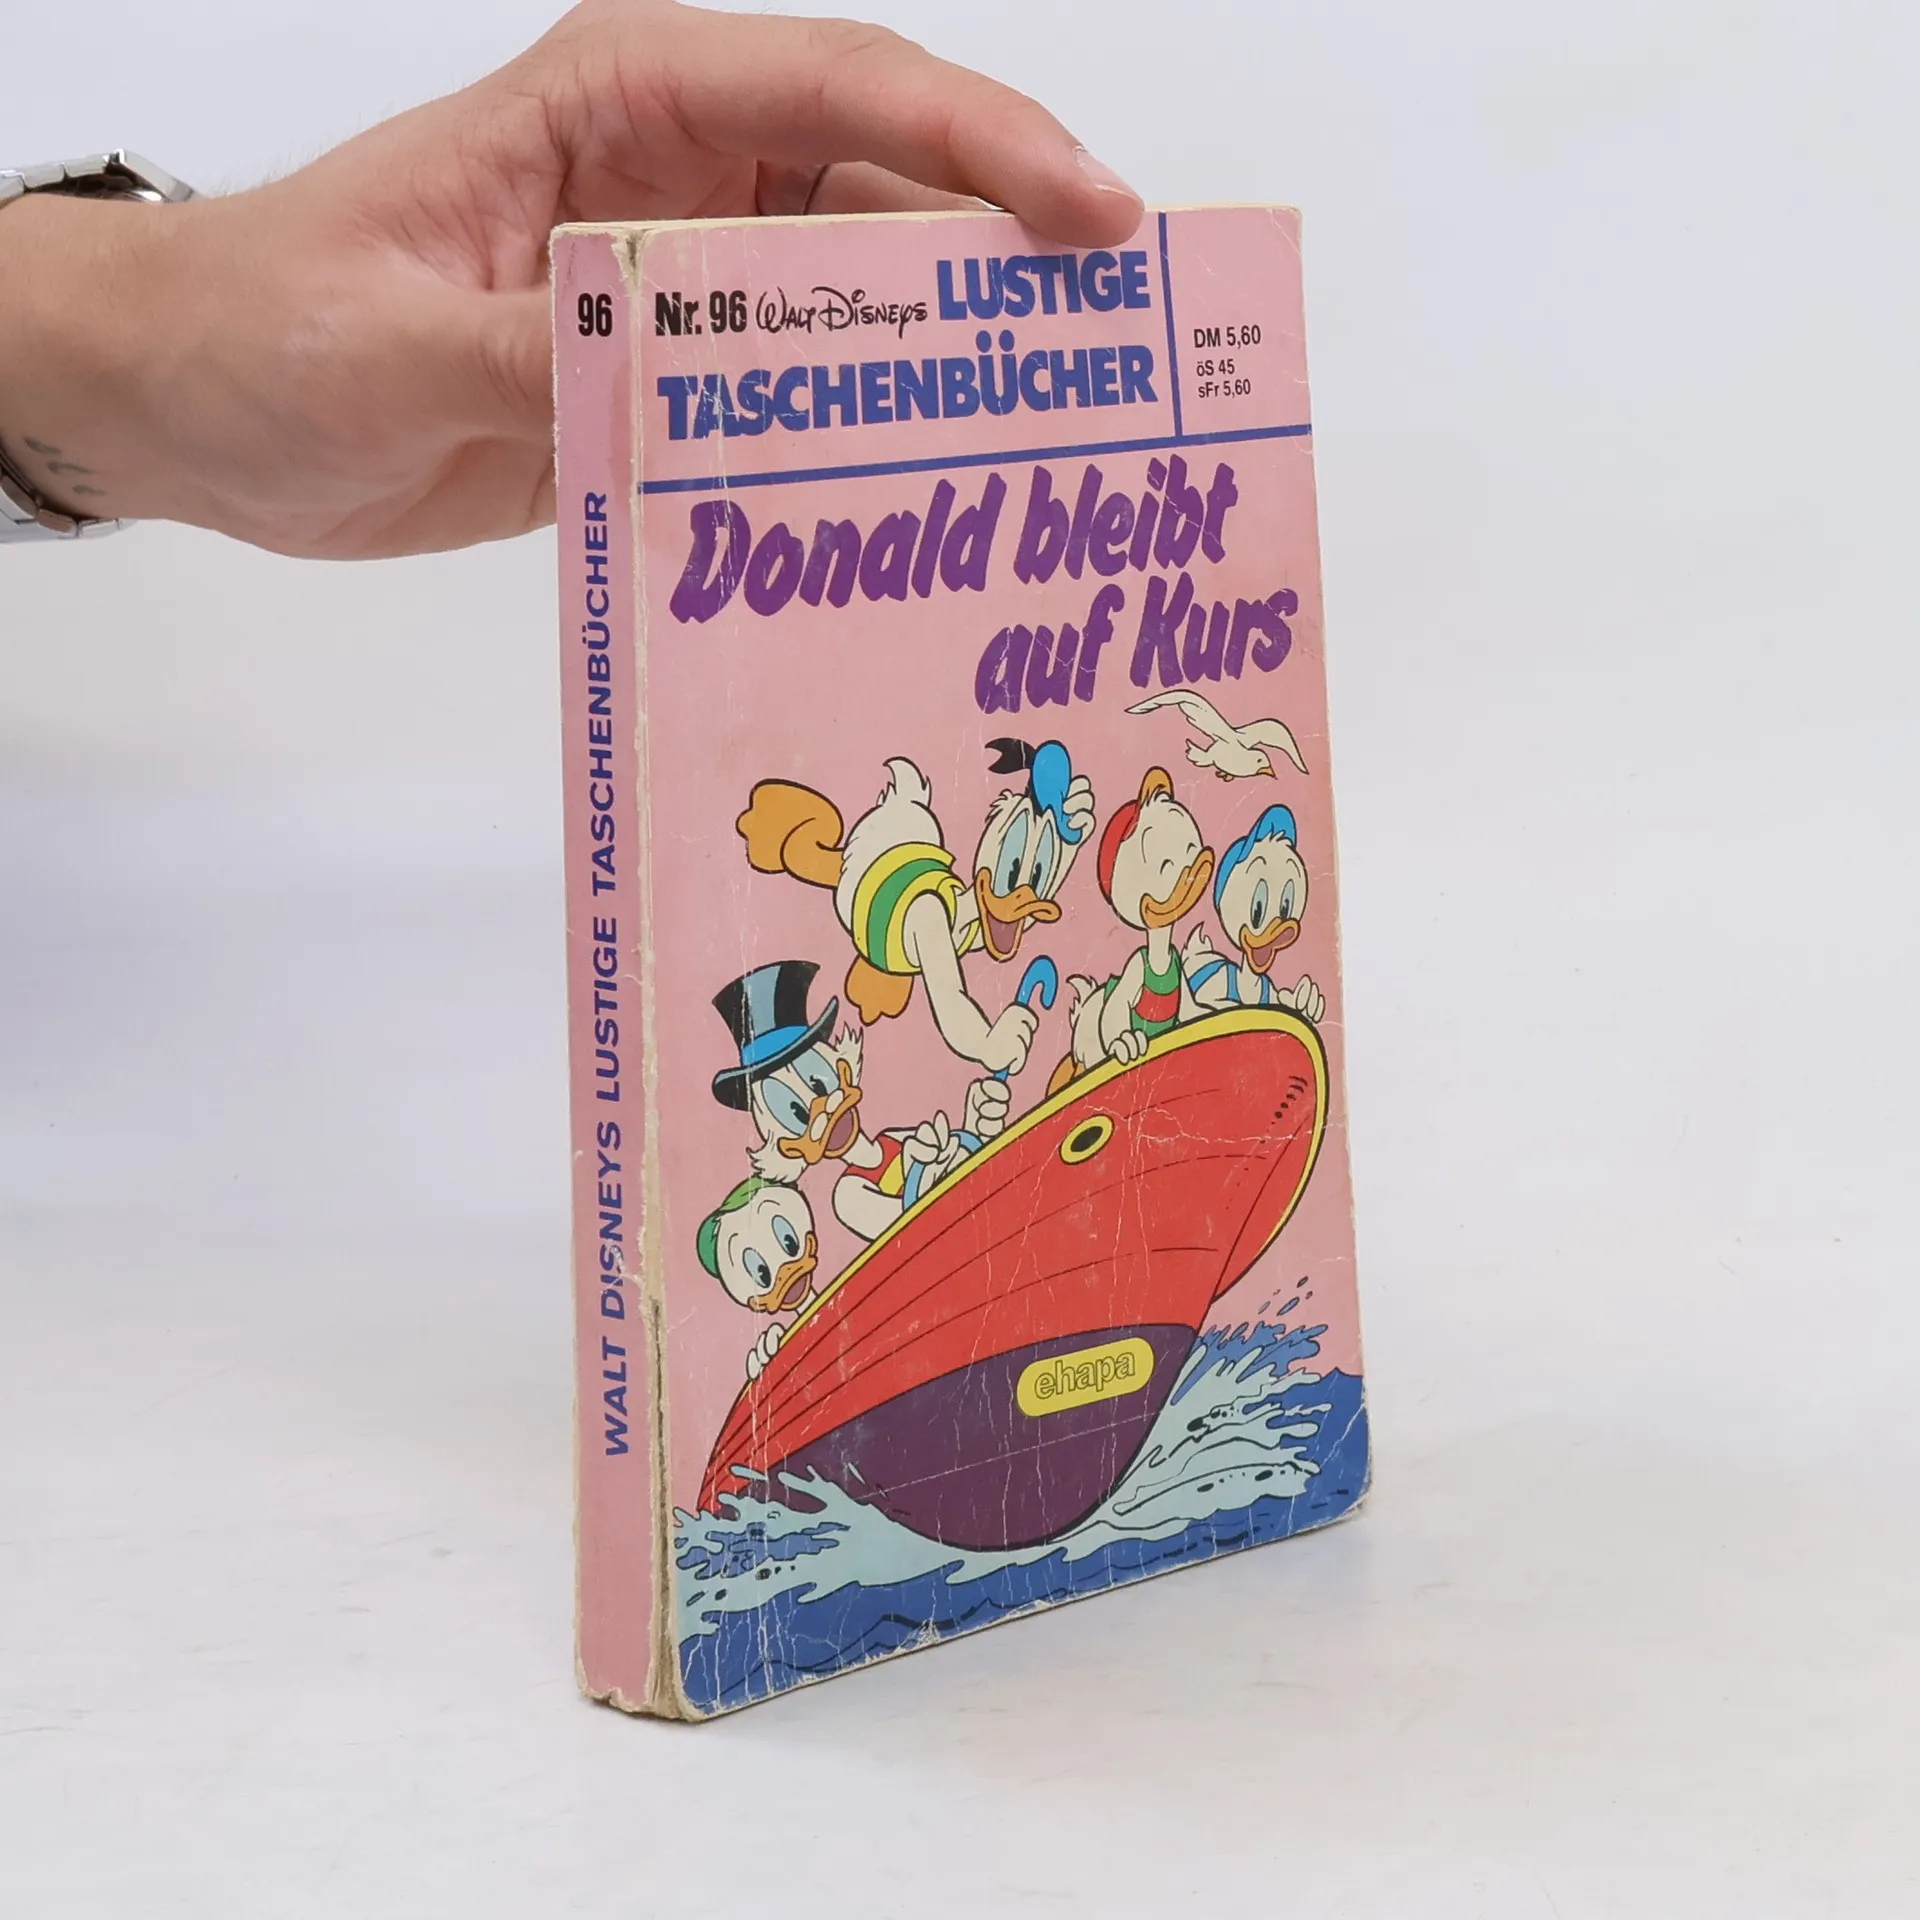 96
WALT DISNEYS LUSTIGE TASCHENBÜCHER
Nr. 96 Walt Disneys LUSTIGE
TASCHENBÜCHER
DM 5,60
öS 45
sFr 5,60
Donald bleibt
auf Kurs
ehapa